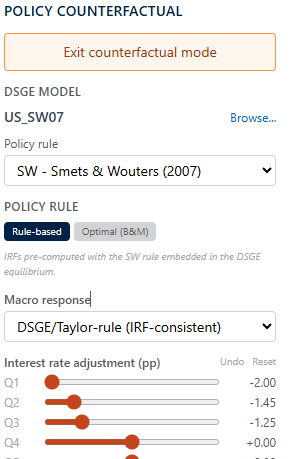 POLICY COUNTERFACTUAL
Exit counterfactual mode
DSGE MODEL
US_SW07 Browse...
Policy rule
SW - Smets & Wouters (2007)
POLICY RULE
Rule-based Optimal (B&M)
IRFs pre-computed with the SW rule embedded in the DSGE
equilibrium.
Macro response
DSGE/Taylor-rule (IRF-consistent)
Interest rate adjustment (pp) Undo Reset
Q1 -2.00
Q2 -1.45
Q3 -1.25
Q4 +0.00